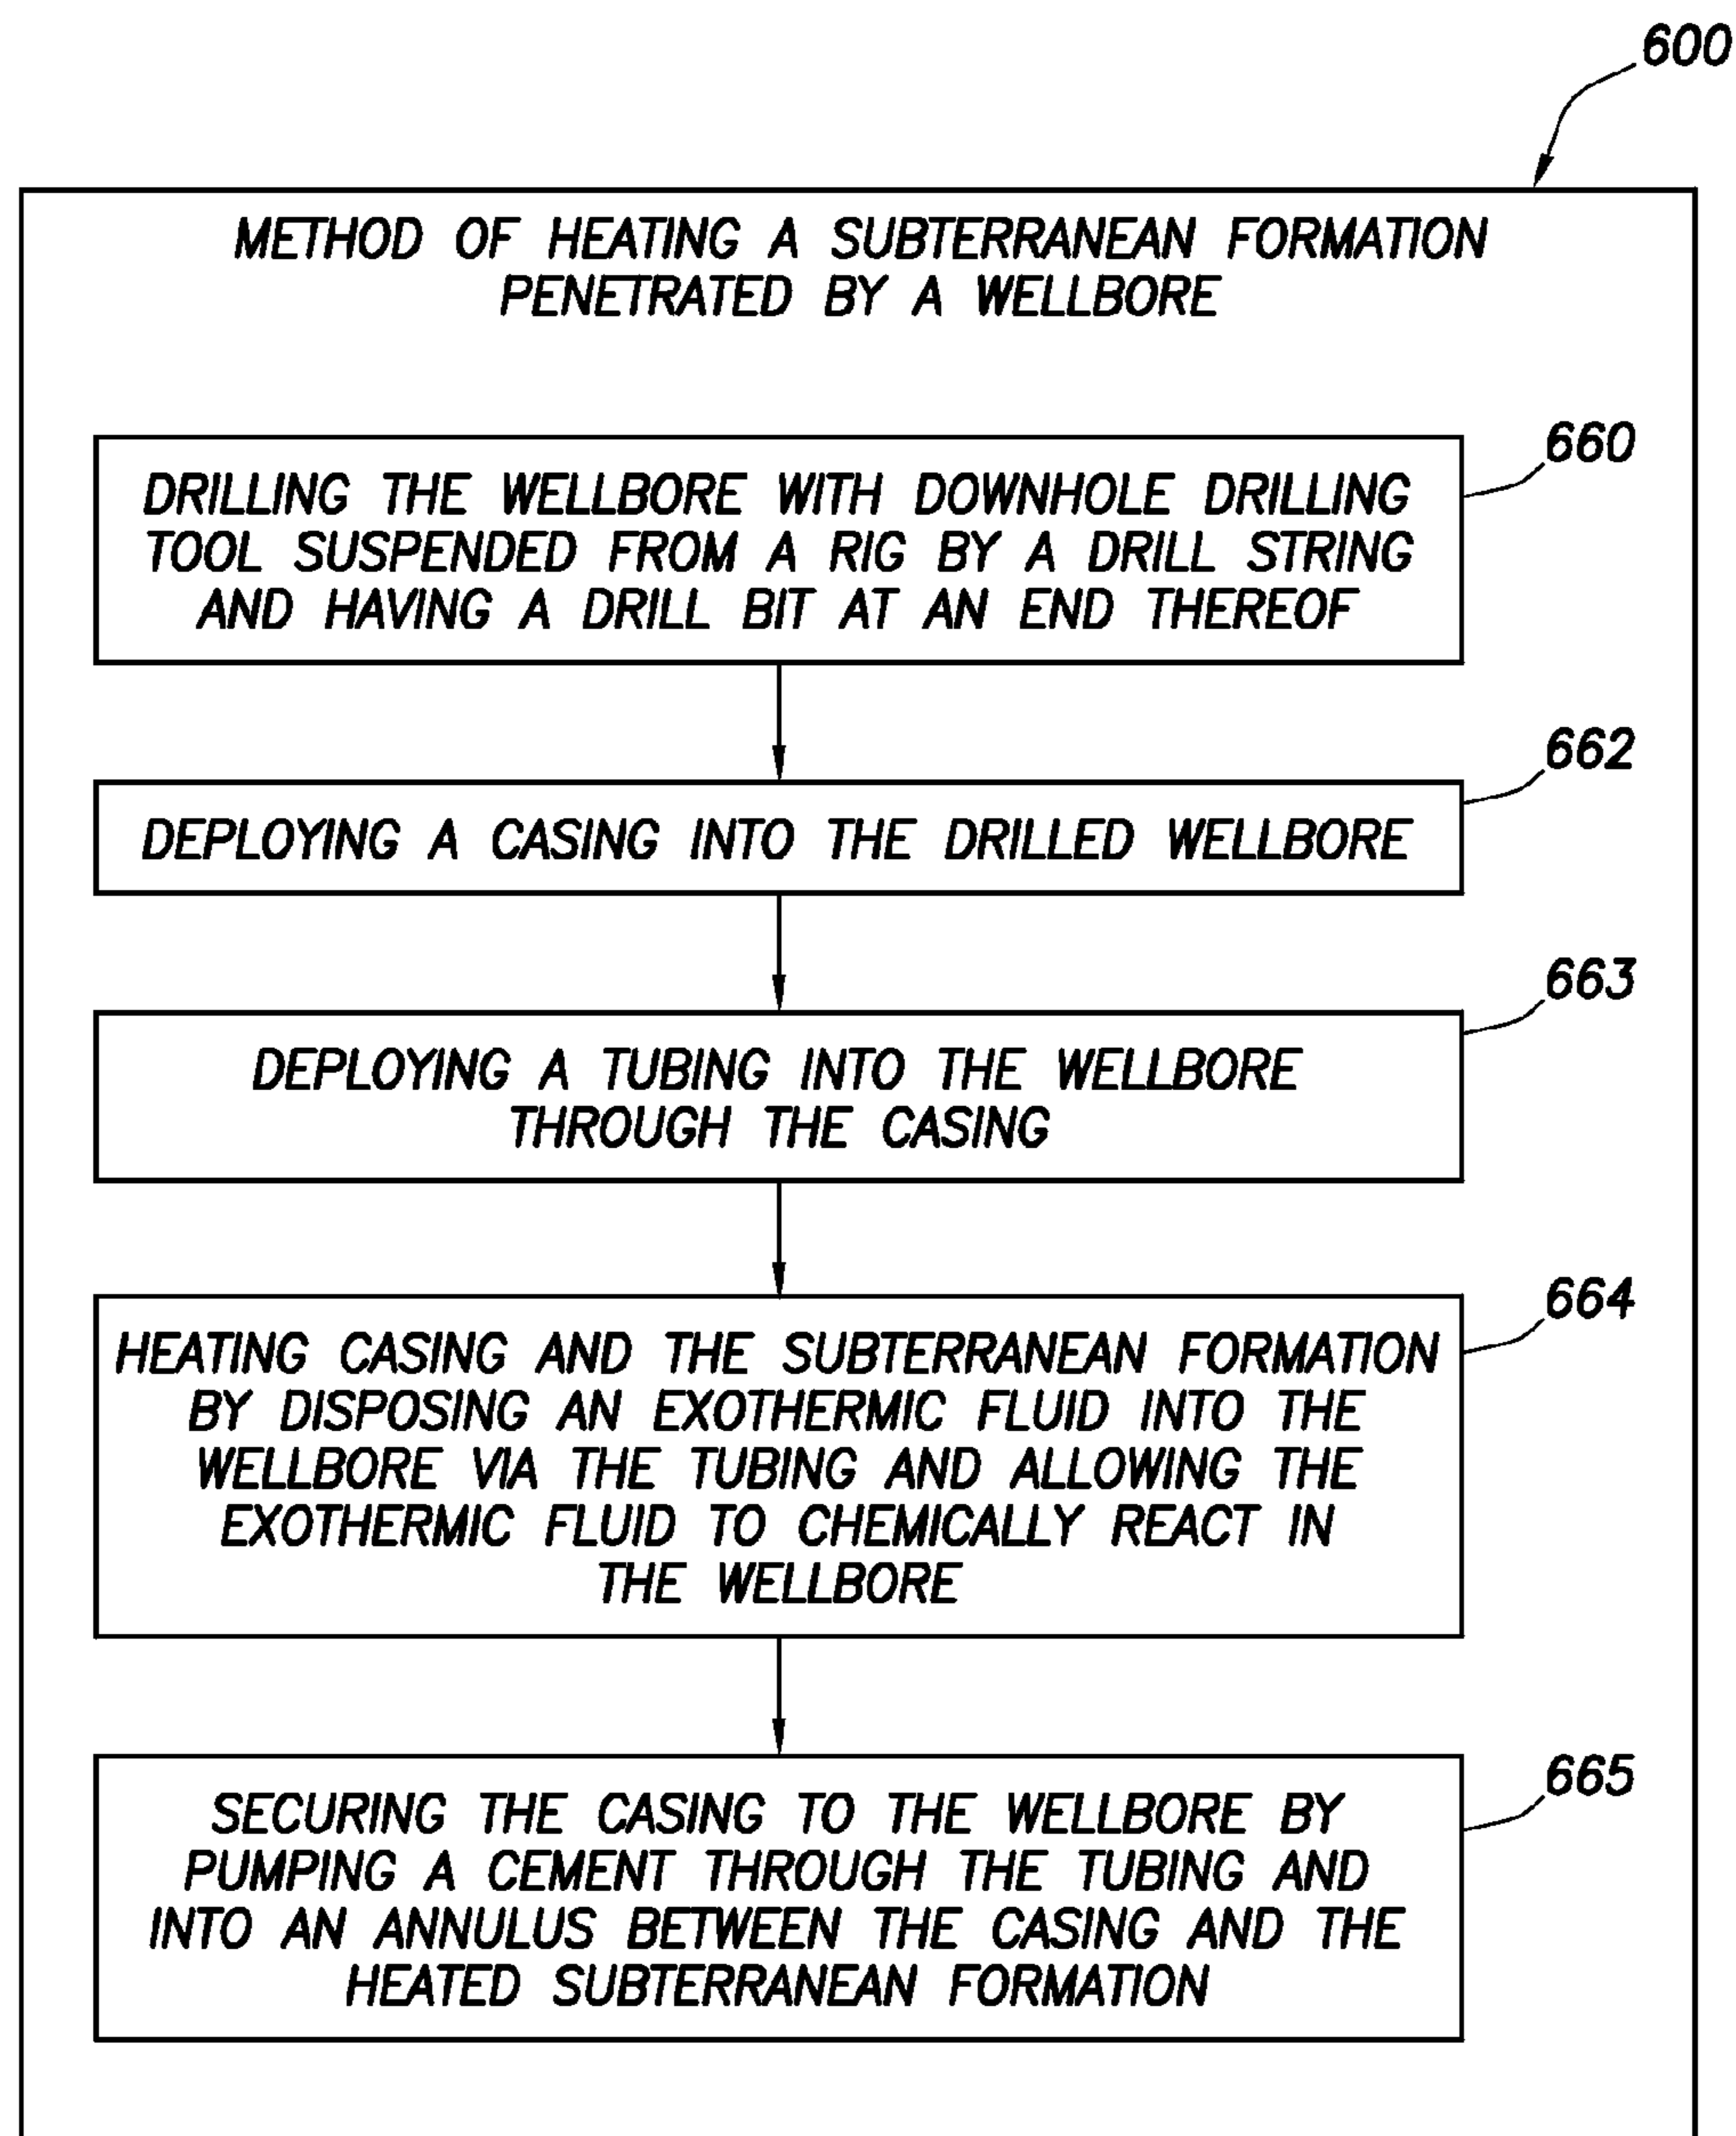 600
METHOD OF HEATING A SUBTERRANEAN FORMATION
PENETRATED BY A WELLBORE
660
DRILLING THE WELLBORE WITH DOWNHOLE DRILLING
TOOL SUSPENDED FROM A RIG BY A DRILL STRING
AND HAVING A DRILL BIT AT AN END THEREOF
662
DEPLOYING A CASING INTO THE DRILLED WELLBORE
663
DEPLOYING A TUBING INTO THE WELLBORE
THROUGH THE CASING
664
HEATING CASING AND THE SUBTERRANEAN FORMATION
BY DISPOSING AN EXOTHERMIC FLUID INTO THE
WELLBORE VIA THE TUBING AND ALLOWING THE
EXOTHERMIC FLUID TO CHEMICALLY REACT IN
THE WELLBORE
665
SECURING THE CASING TO THE WELLBORE BY
PUMPING A CEMENT THROUGH THE TUBING AND
INTO AN ANNULUS BETWEEN THE CASING AND THE
HEATED SUBTERRANEAN FORMATION